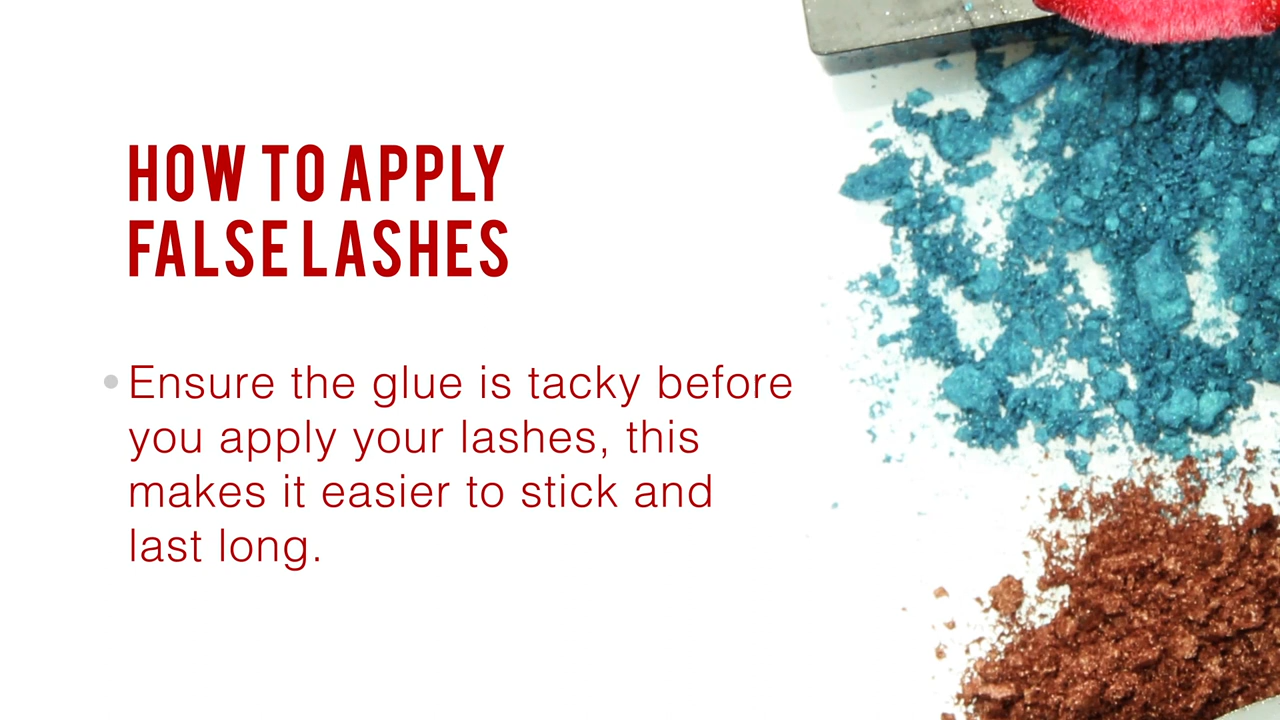 HOW TO APPLY
FALSE LASHES
• Ensure the glue is tacky before
you apply your lashes, this
makes it easier to stick and
last long.